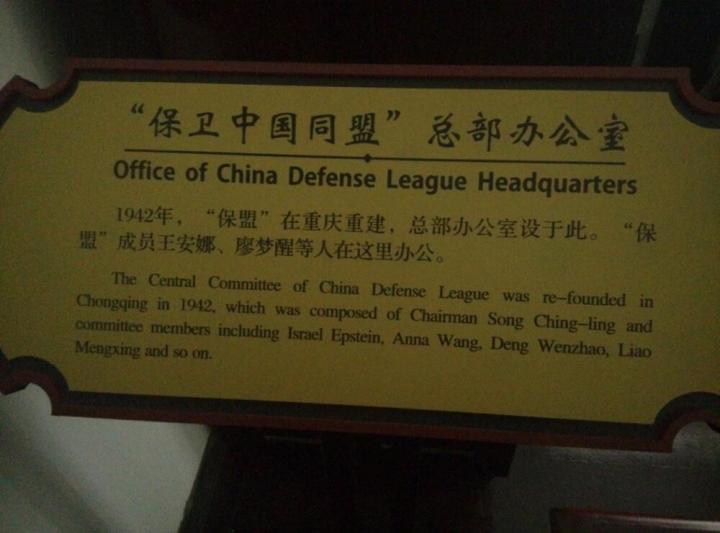 “保卫中国同盟”总部办公室
Office of China Defense League Headquarters
1942年，“保盟”在重庆重建，总部办公室设于此。“保
盟”成员王安娜、廖梦醒等人在这里办公。
The Central Committee of China Defense League was re-founded in
Chongqing in 1942, which was composed of Chairman Song Ching-ling and
committee members including Israel Epstein, Anna Wang, Deng Wenzhao, Liao
Mengxing and so on.